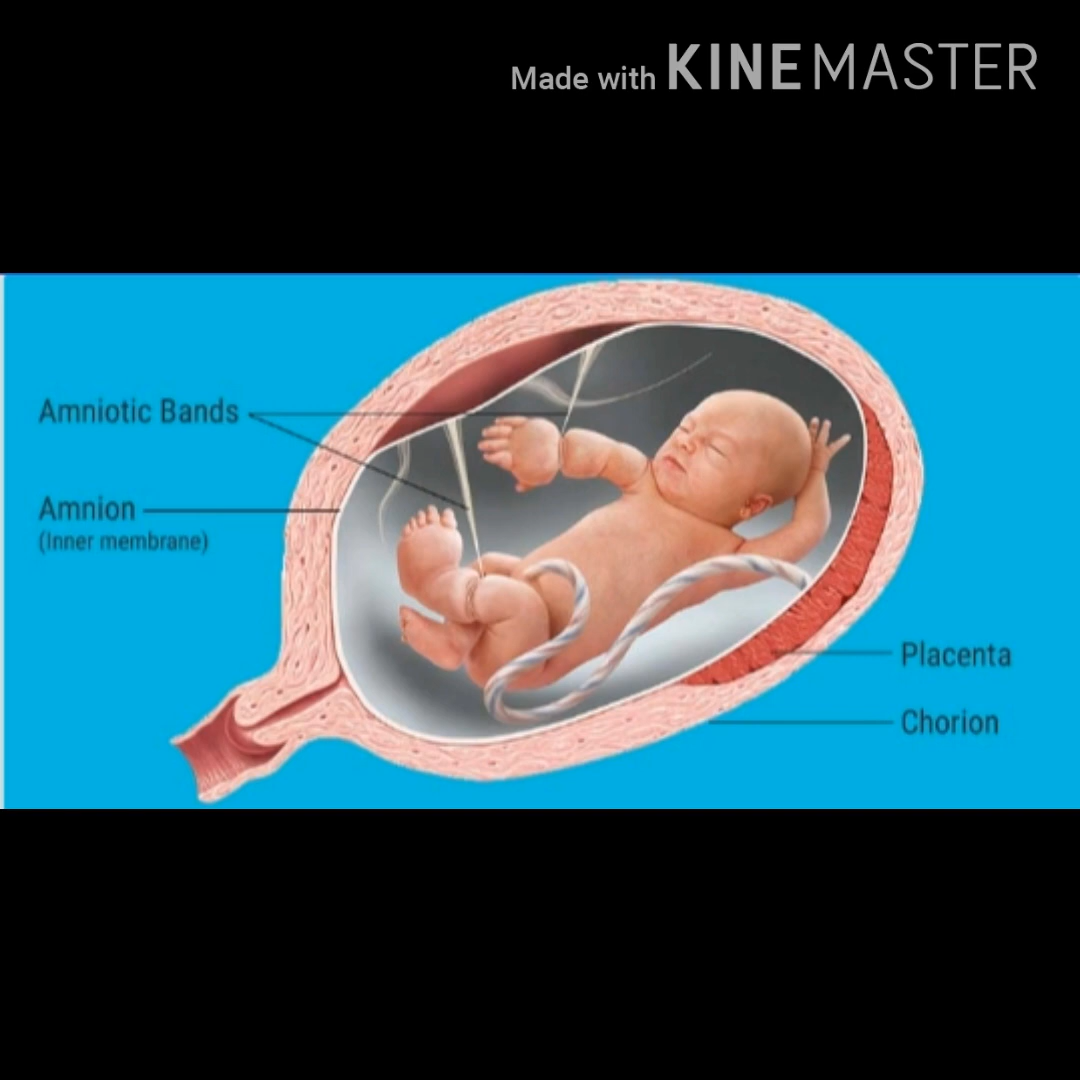 Made with KINEMASTER
Amniotic Bands
Amnion
(Inner membrane)
Placenta
Chorion